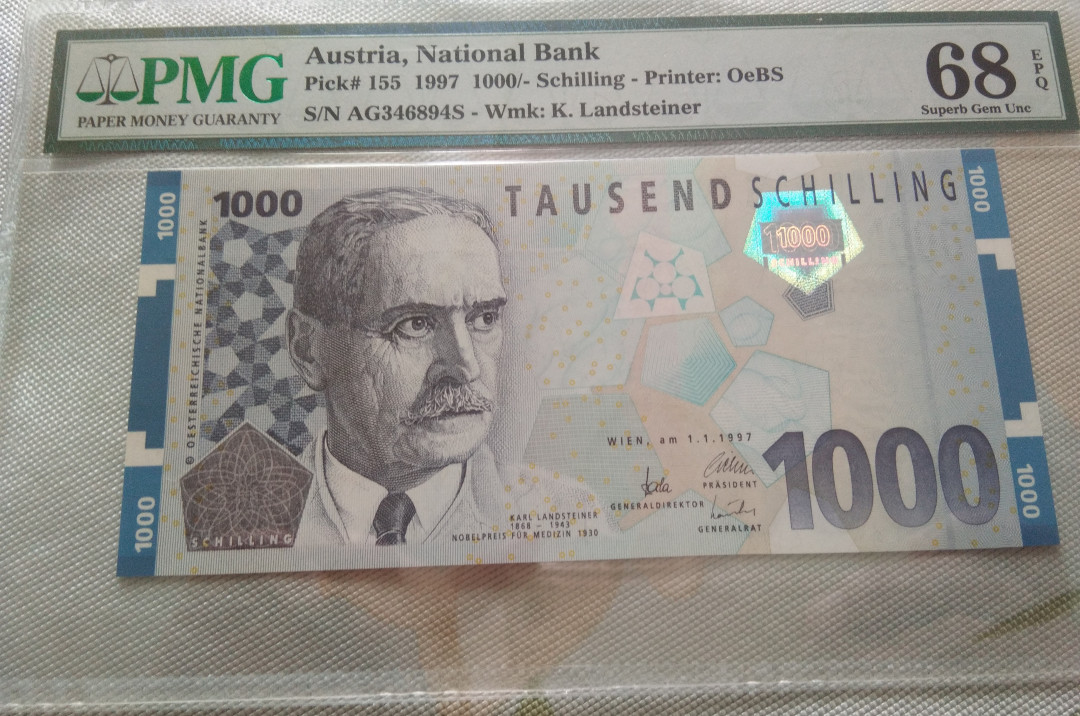 PMG
PAPER MONEY GUARANTY
Austria, National Bank
Pick# 155 1997 1000/- Schilling - Printer: OeBS
S/N AG346894S - Wmk: K. Landsteiner
68
EPQ
Superb Gem Unc
1000
1000
TAUSEND SCHILLING
1000
© OESTERREICHISCHE NATIONALBANK
1000
SCHILLING
WIEN, am 1.1.1997
PRÄSIDENT
GENERALDIREKTOR
GENERALRAT
1000
KARL LANDSTEINER
1868 – 1943
NOBELPREIS FÜR MEDIZIN 1930
SCHILLING
1000
1000